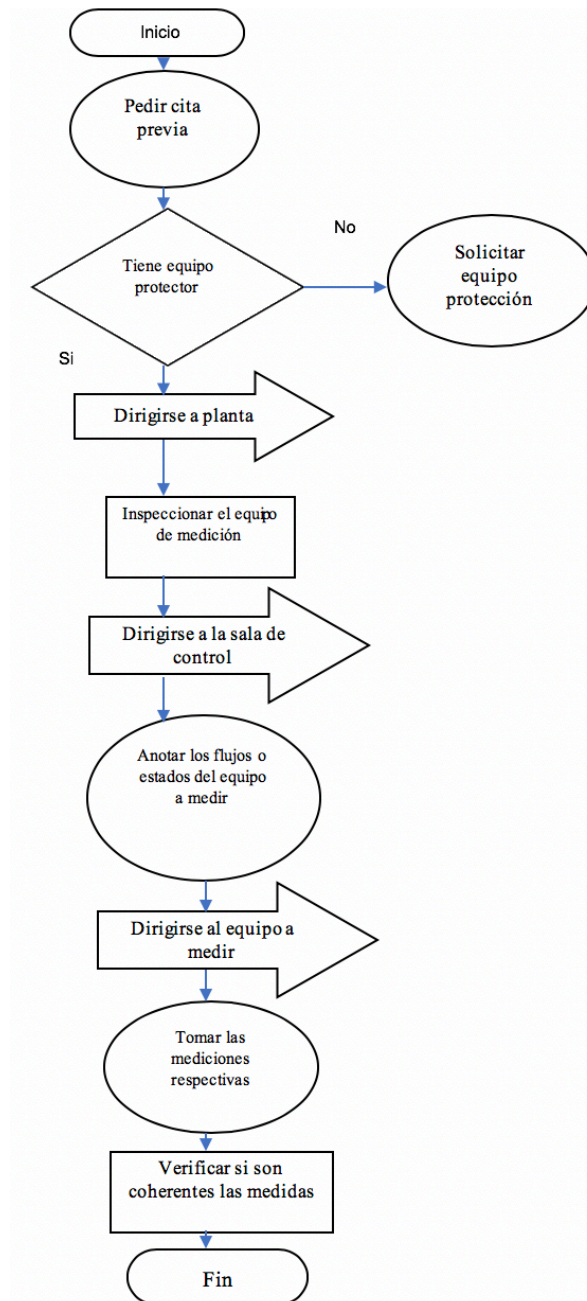 Inicio
Pedir cita
previa
Tiene equipo
protector
No
Solicitar
equipo
protección
Si
Dirigirse a planta
Inspeccionar el equipo
de medición
Dirigirse a la sala de
control
Anotar los flujos o
estados del equipo
a medir
Dirigirse al equipo a
medir
Tomar las
mediciones
respectivas
Verificar si son
coherentes las medidas
Fin